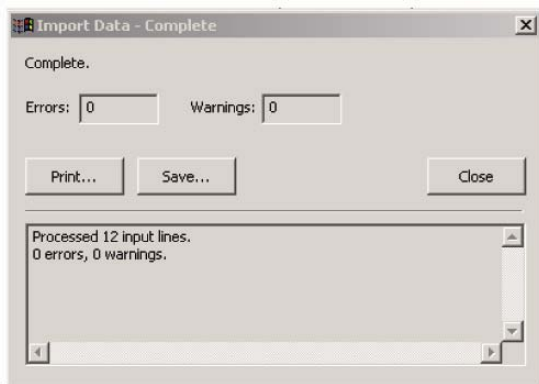 Import Data - Complete
Complete.
Errors: 0 Warnings: 0
Print... Save... Close
Processed 12 input lines.
0 errors, 0 warnings.